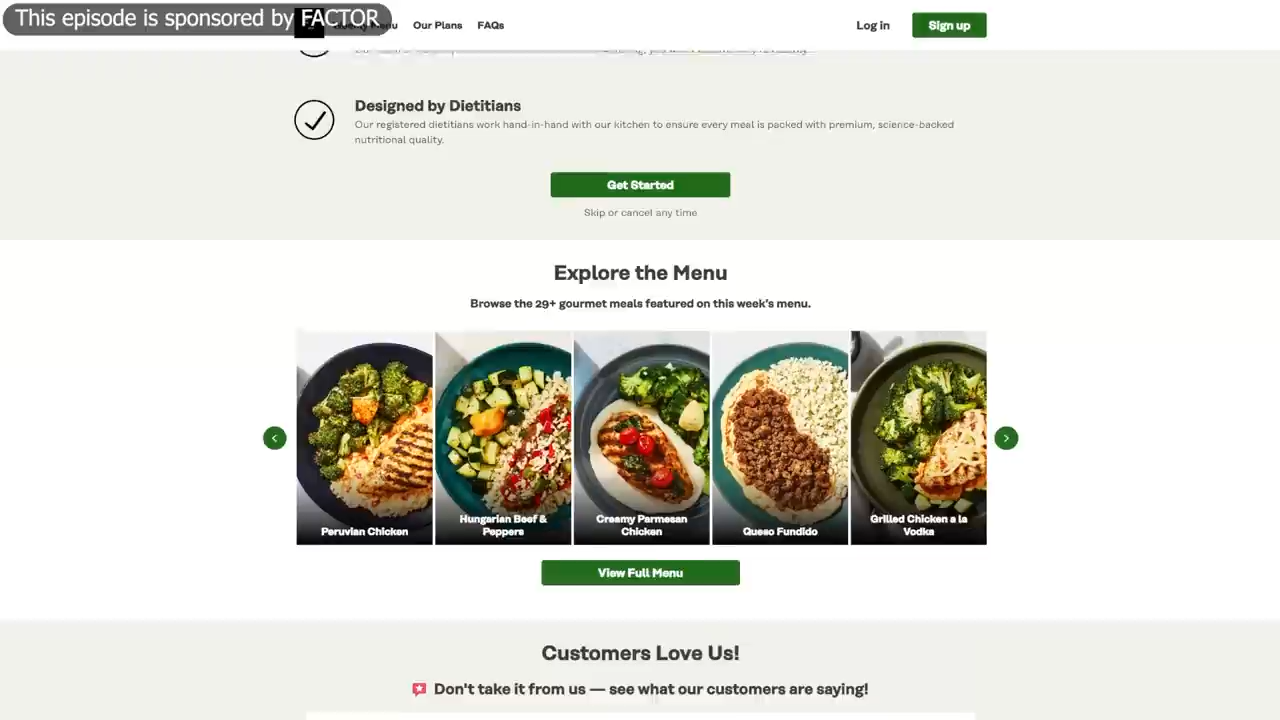 This episode is sponsored by FACTOR
Our Plans
FAQs
Log in
Sign up
Designed by Dietitians
Our registered dietitians work hand-in-hand with our kitchen to ensure every meal is packed with premium, science-backed
nutritional quality.
Get Started
Skip or cancel any time
Explore the Menu
Browse the 29+ gourmet meals featured on this week's menu.
Peruvian Chicken
Hungarian Beef &
Peppers
Creamy Parmesan
Chicken
Queso Fundido
Grilled Chicken a la
Vodka
View Full Menu
Customers Love Us!
Don't take it from us — see what our customers are saying!